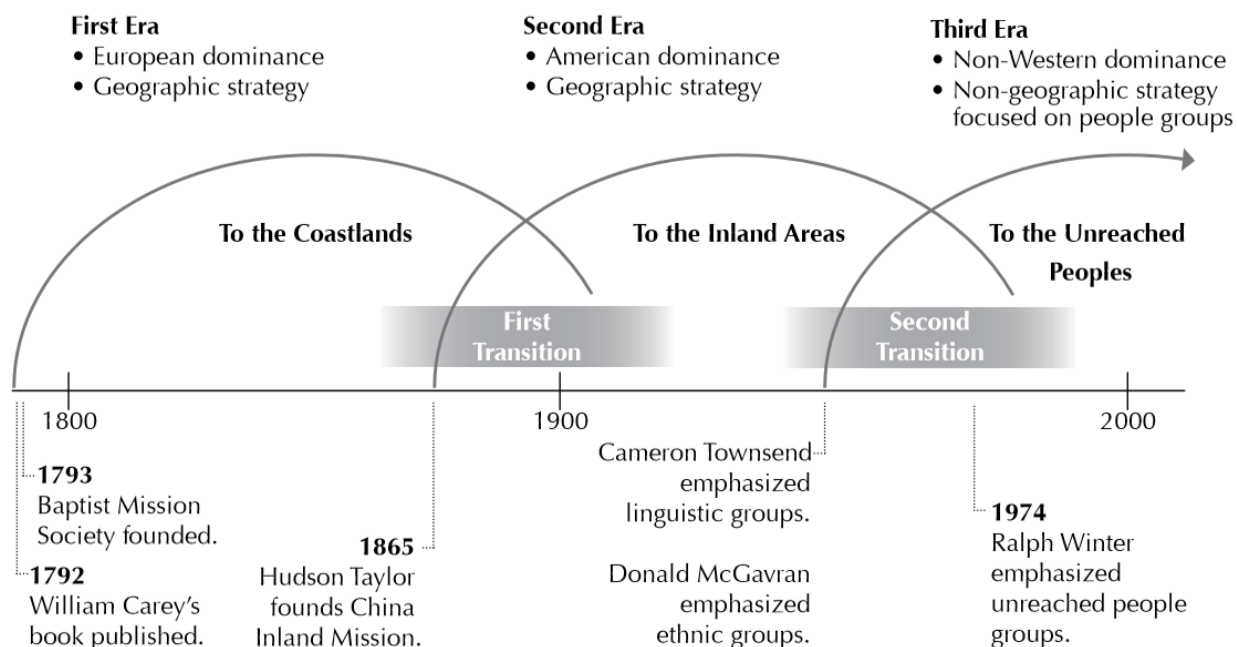 First Era
• European dominance
• Geographic strategy
Second Era
• American dominance
• Geographic strategy
Third Era
• Non-Western dominance
• Non-geographic strategy
focused on people groups
To the Coastlands
To the Inland Areas
To the Unreached
Peoples
First
Transition
Second
Transition
1800
1900
2000
1793
Baptist Mission
Society founded.
1792
William Carey’s
book published.
1865
Hudson Taylor
founds China
Inland Mission.
Cameron Townsend
emphasized
linguistic groups.
Donald McGavran
emphasized
ethnic groups.
1974
Ralph Winter
emphasized
unreached people
groups.